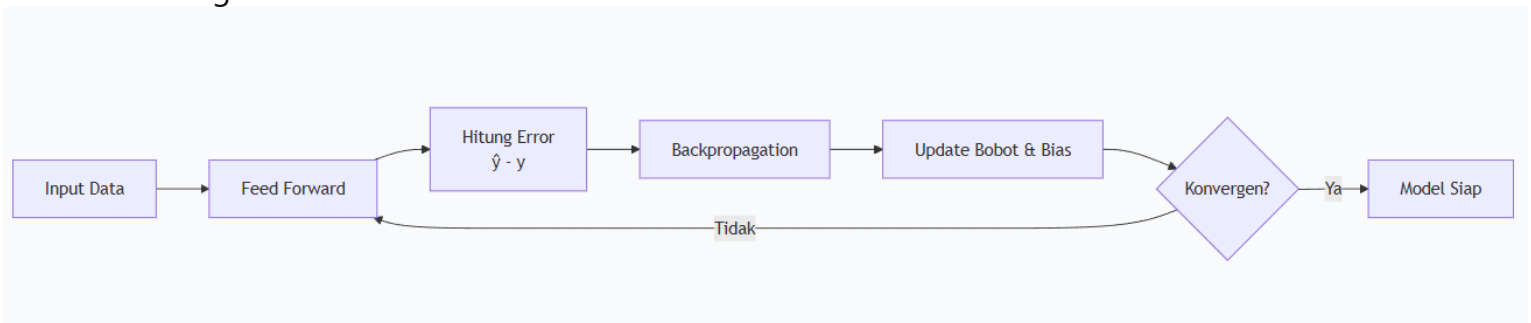 Input Data
Feed Forward
Hitung Error
ŷ - y
Backpropagation
Update Bobot & Bias
Konvergen?
Ya
Model Siap
Tidak